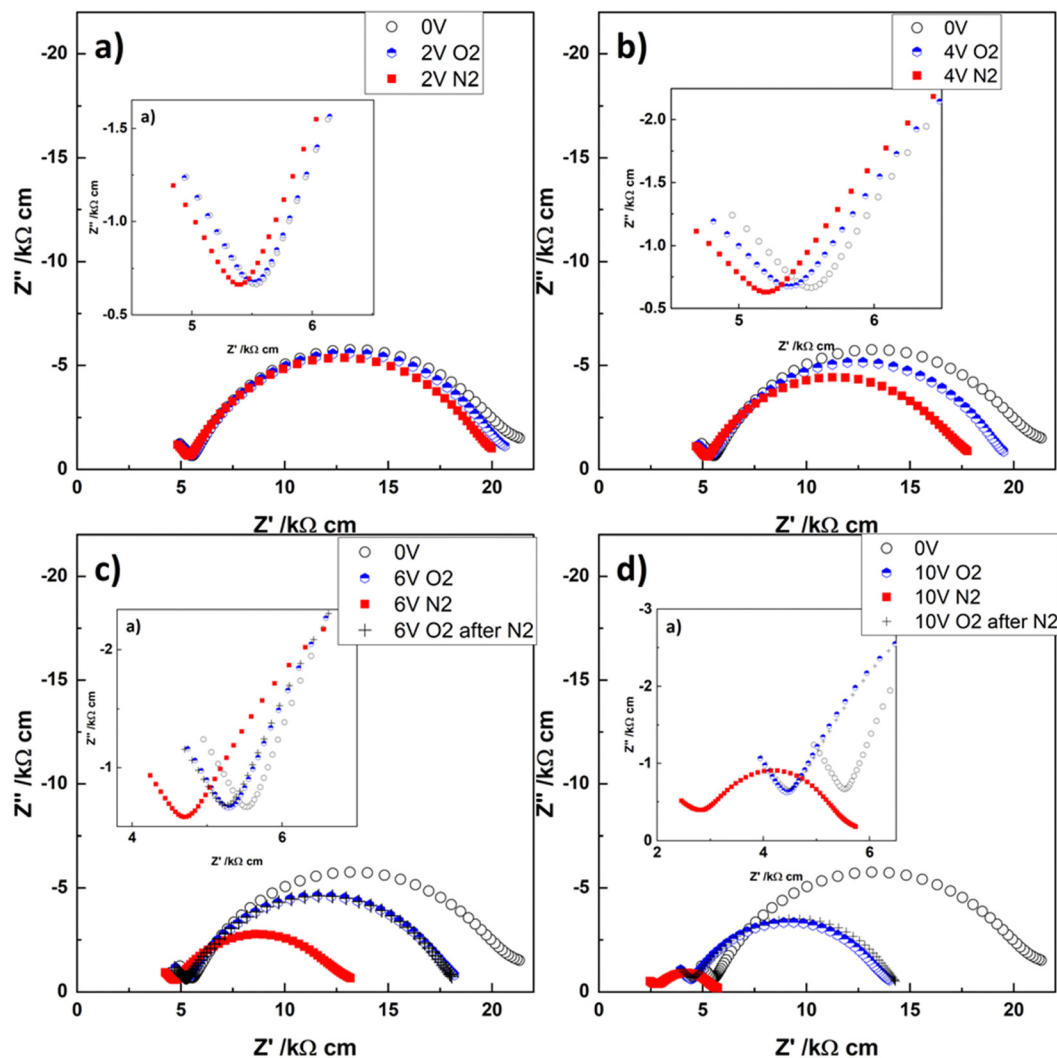 a)
0V
2V O2
2V N2
-20
-15
-10
-5
0
Z'' /kΩ cm
0 5 10 15 20
Z' /kΩ cm
a)
-1.5
-1.0
-0.5
Z'' /kΩ cm
5 6
Z' /kΩ cm
b)
0V
4V O2
4V N2
-20
-15
-10
-5
0
Z'' /kΩ cm
0 5 10 15 20
Z' /kΩ cm
-2.0
-1.5
-1.0
-0.5
Z'' /kΩ cm
5 6
Z' /kΩ cm
c)
0V
6V O2
6V N2
6V O2 after N2
-20
-15
-10
-5
0
Z'' /kΩ cm
0 5 10 15 20
Z' /kΩ cm
a)
-2
-1
Z'' /kΩ cm
4 6
Z' /kΩ cm
d)
0V
10V O2
10V N2
10V O2 after N2
-20
-15
-10
-5
0
Z'' /kΩ cm
0 5 10 15 20
Z' /kΩ cm
a)
-3
-2
-1
0
Z'' /kΩ cm
2 4 6
Z' /kΩ cm